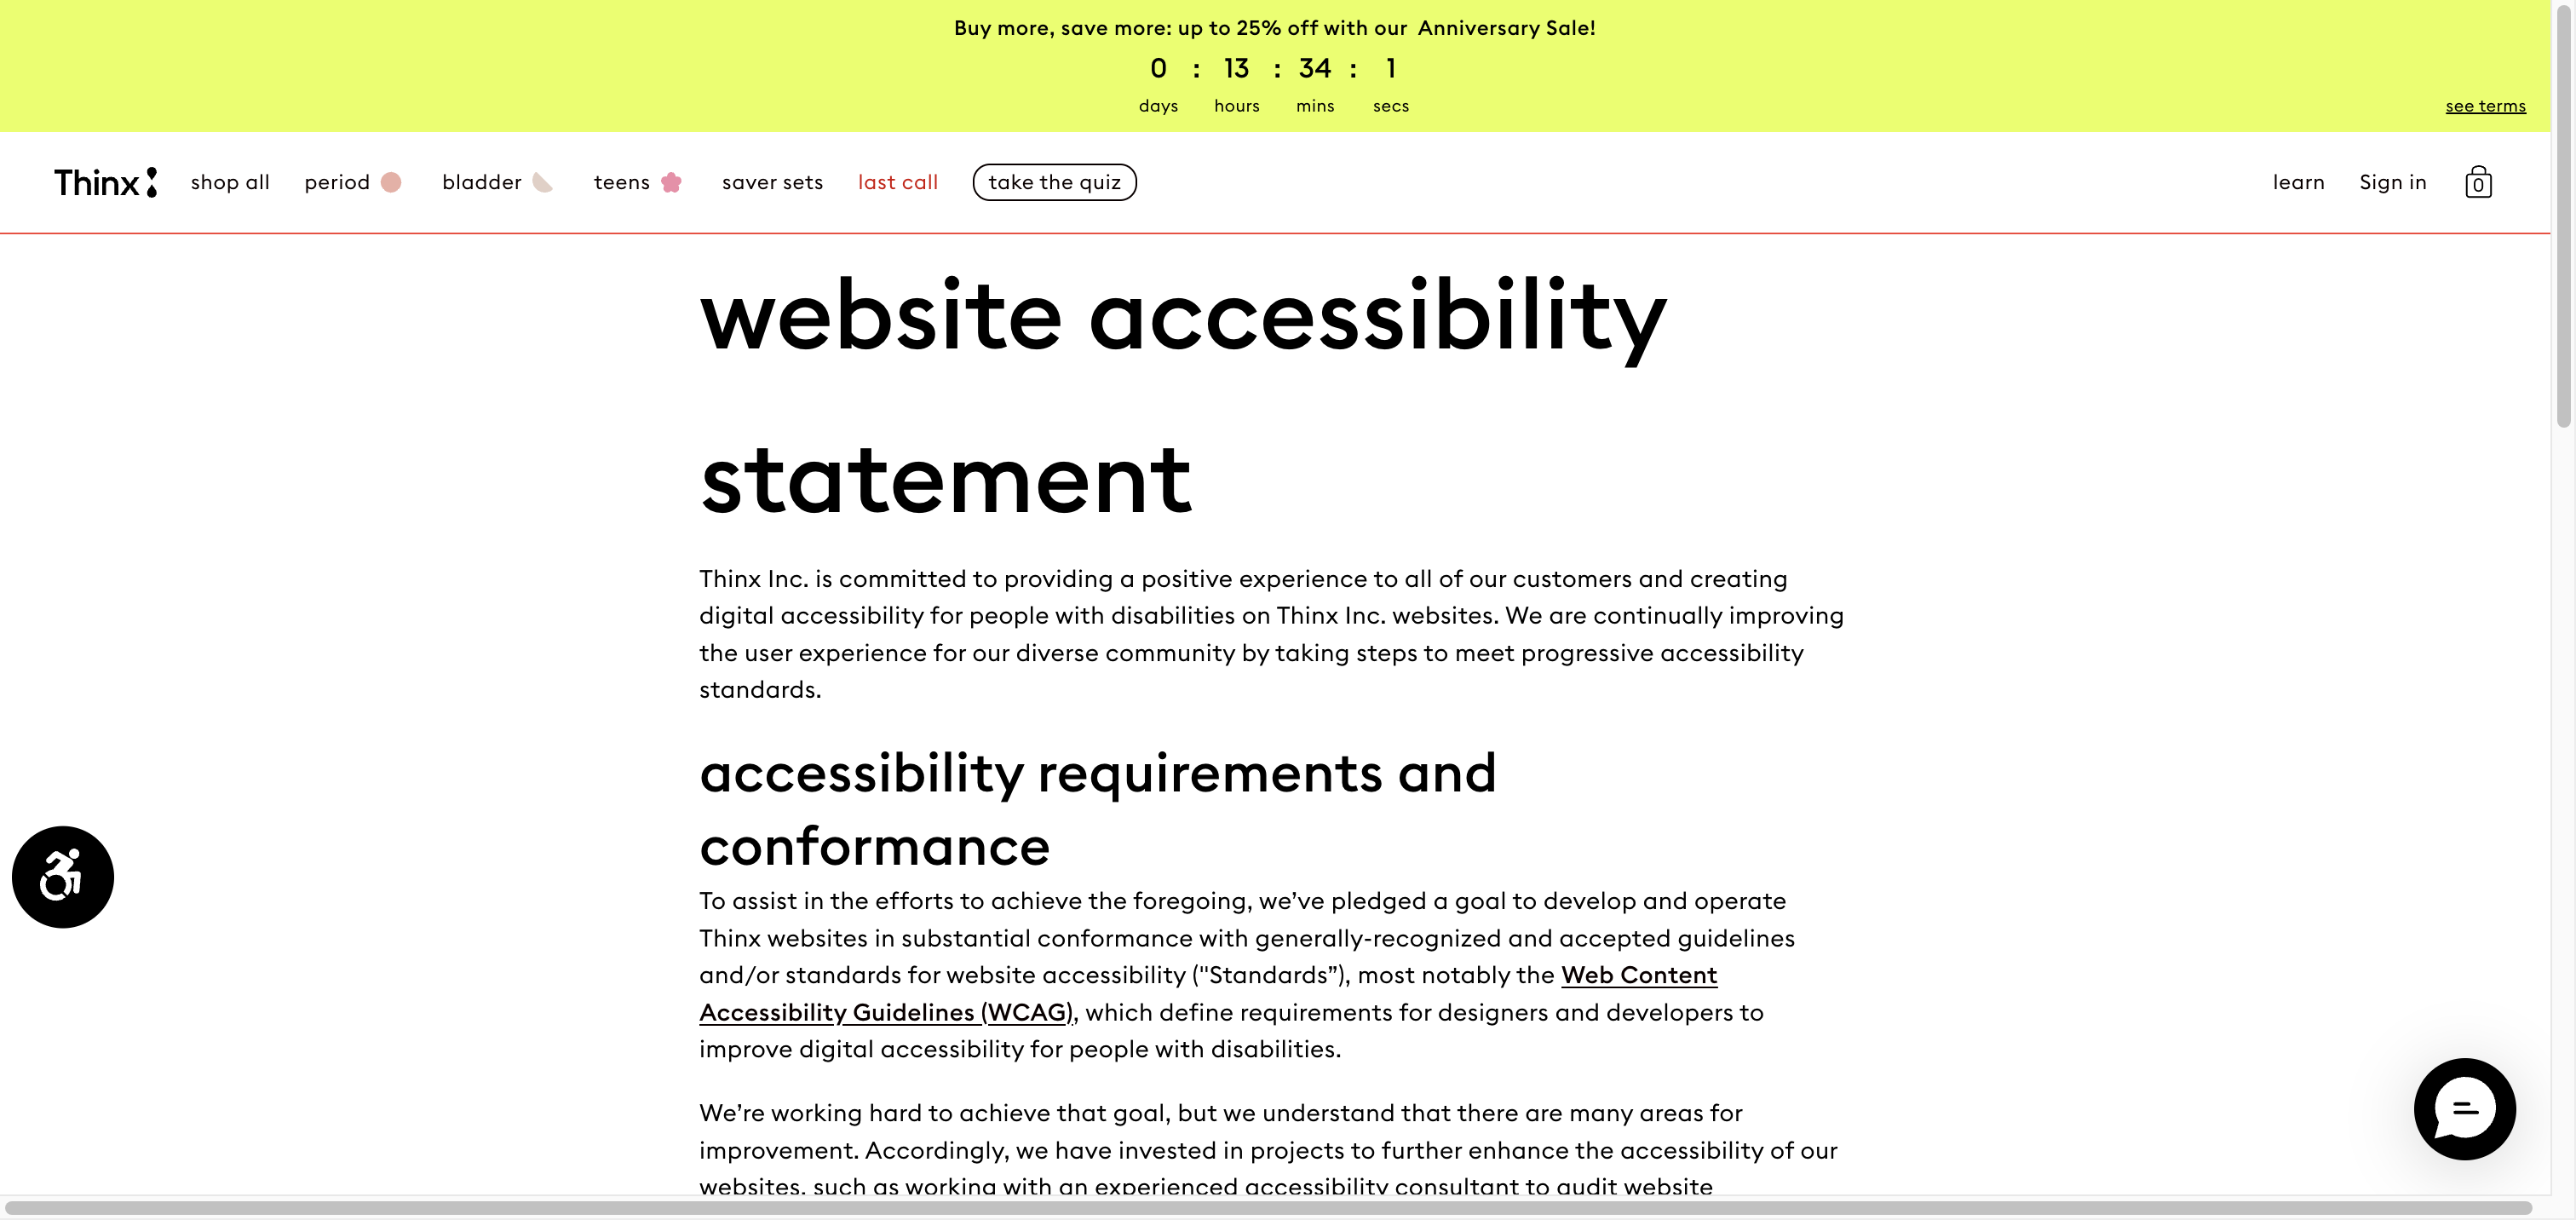 Buy more, save more: up to 25% off with our Anniversary Sale!
0 : 13 : 34 : 1
days hours mins secs
see terms
Thinx shop all period bladder teens saver sets last call take the quiz learn Sign in 0
website accessibility
statement
Thinx Inc. is committed to providing a positive experience to all of our customers and creating
digital accessibility for people with disabilities on Thinx Inc. websites. We are continually improving
the user experience for our diverse community by taking steps to meet progressive accessibility
standards.
accessibility requirements and
conformance
To assist in the efforts to achieve the foregoing, we’ve pledged a goal to develop and operate
Thinx websites in substantial conformance with generally-recognized and accepted guidelines
and/or standards for website accessibility ("Standards”), most notably the Web Content
Accessibility Guidelines (WCAG), which define requirements for designers and developers to
improve digital accessibility for people with disabilities.
We’re working hard to achieve that goal, but we understand that there are many areas for
improvement. Accordingly, we have invested in projects to further enhance the accessibility of our
websites, such as working with an experienced accessibility consultant to audit website